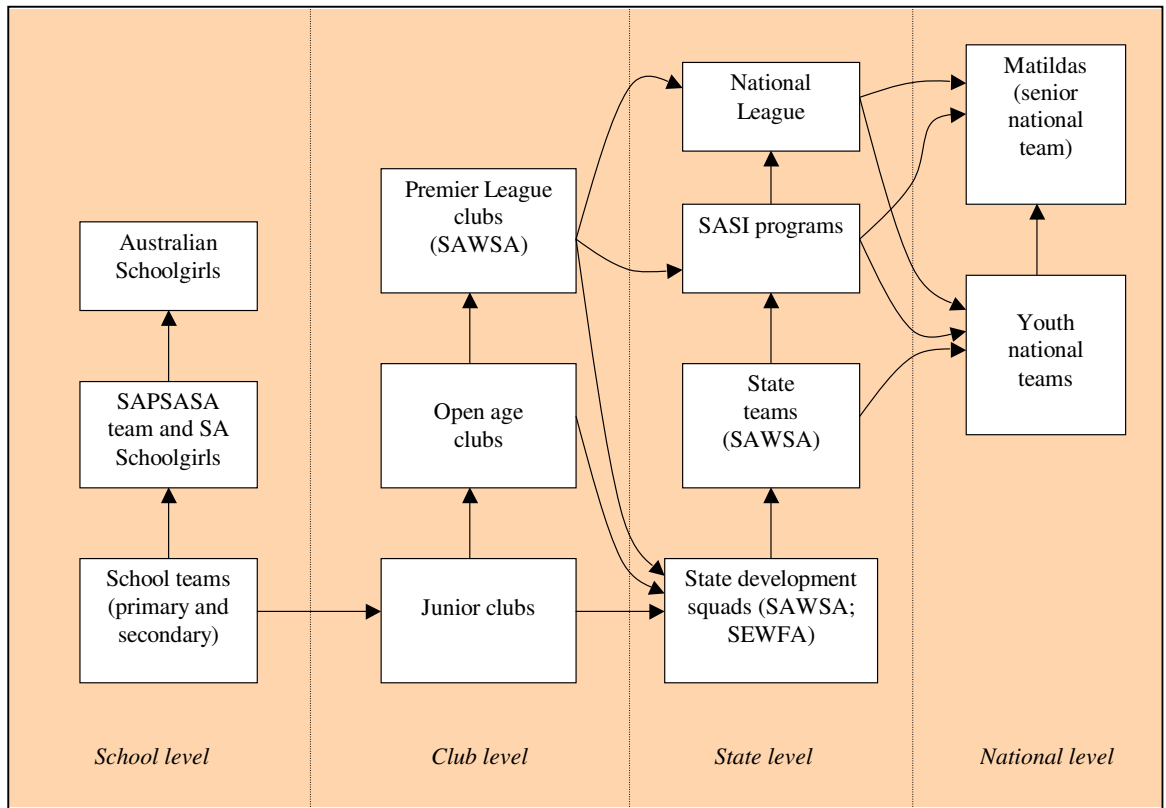 Australian
Schoolgirls
SAPSASA
team and SA
Schoolgirls
School teams
(primary and
secondary)
School level
Premier League
clubs
(SAWSA)
Open age
clubs
Junior clubs
Club level
National
League
SASI programs
State
teams
(SAWSA)
State development
squads (SAWSA;
SEWFA)
State level
Matildas
(senior
national
team)
Youth
national
teams
National level